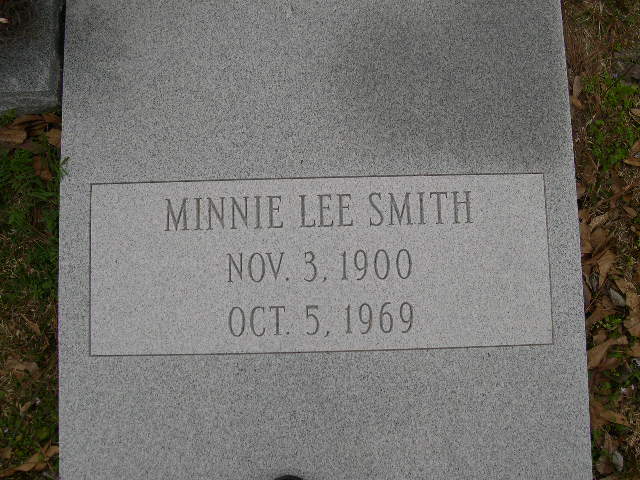 MINNIE LEE SMITH
NOV. 3, 1900
OCT. 5, 1969